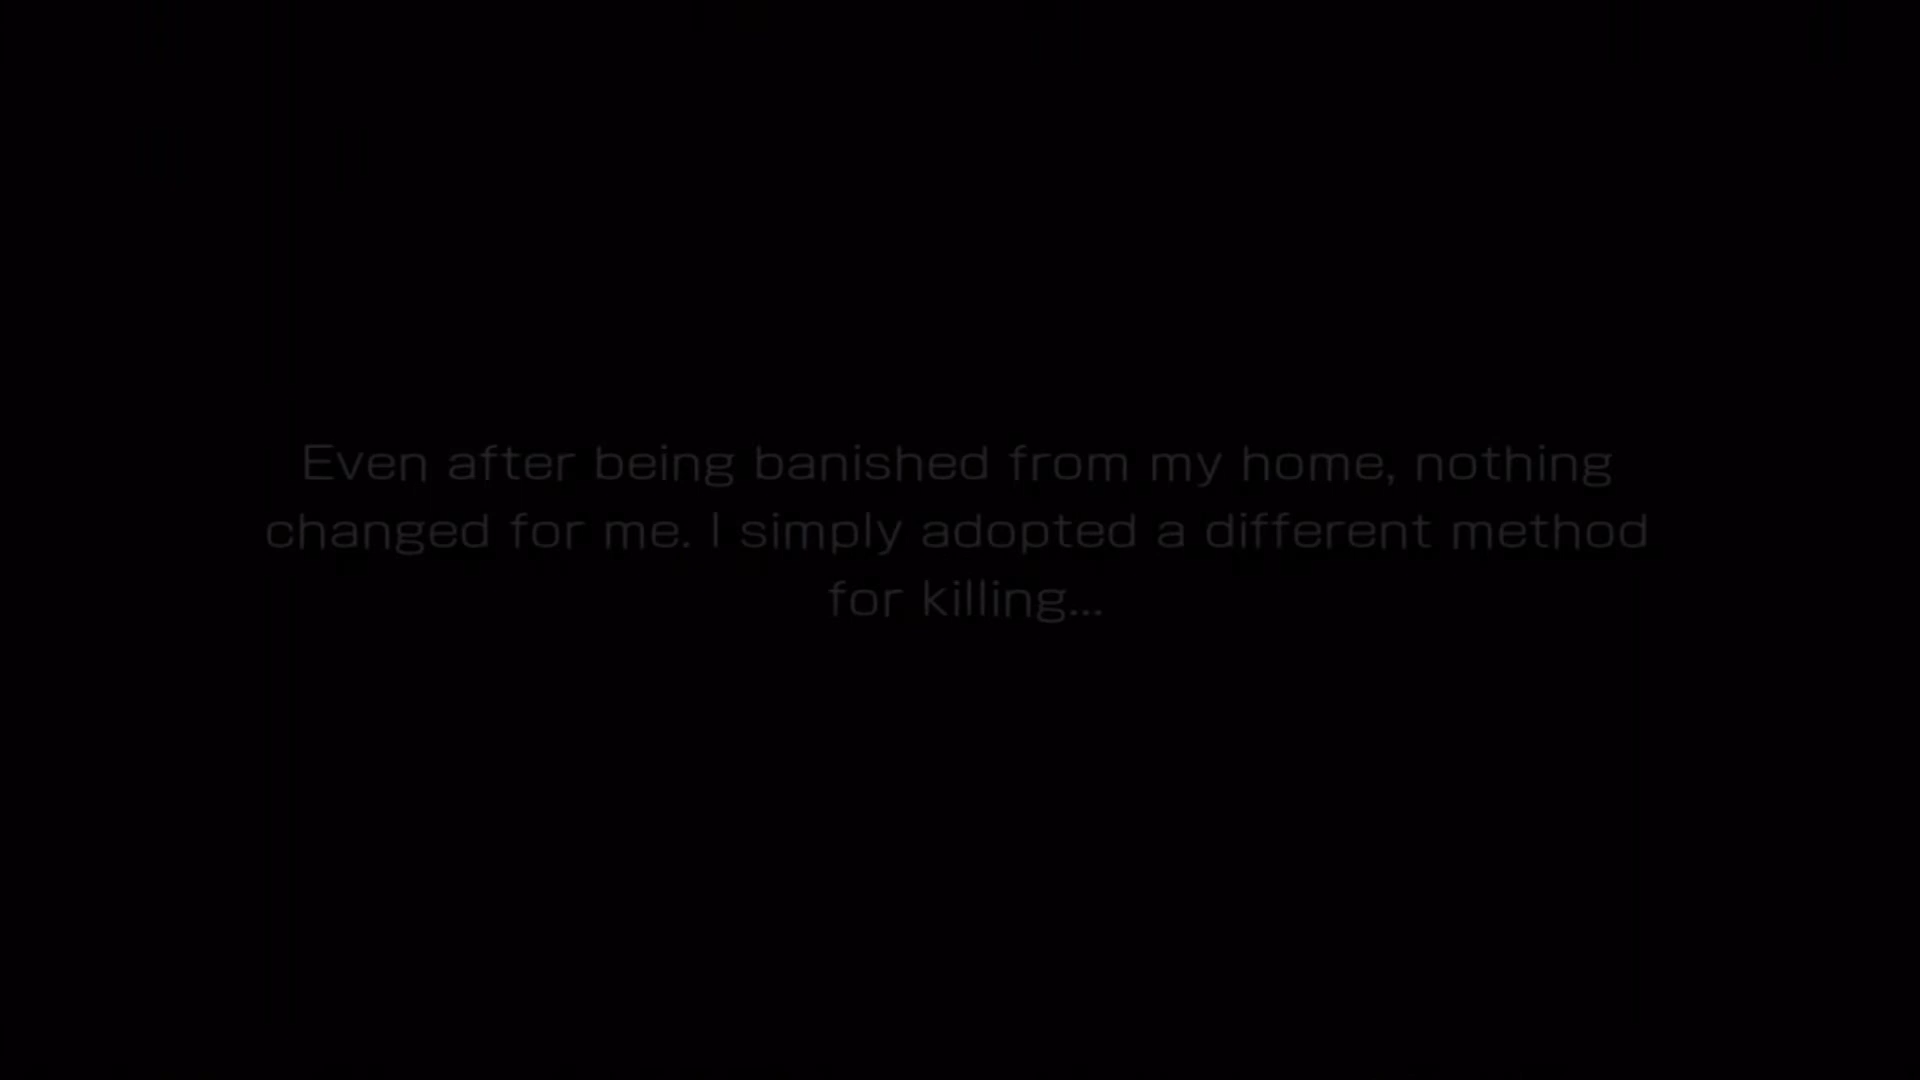 Even after being banished from my home, nothing
changed for me. I simply adopted a different method
for killing...